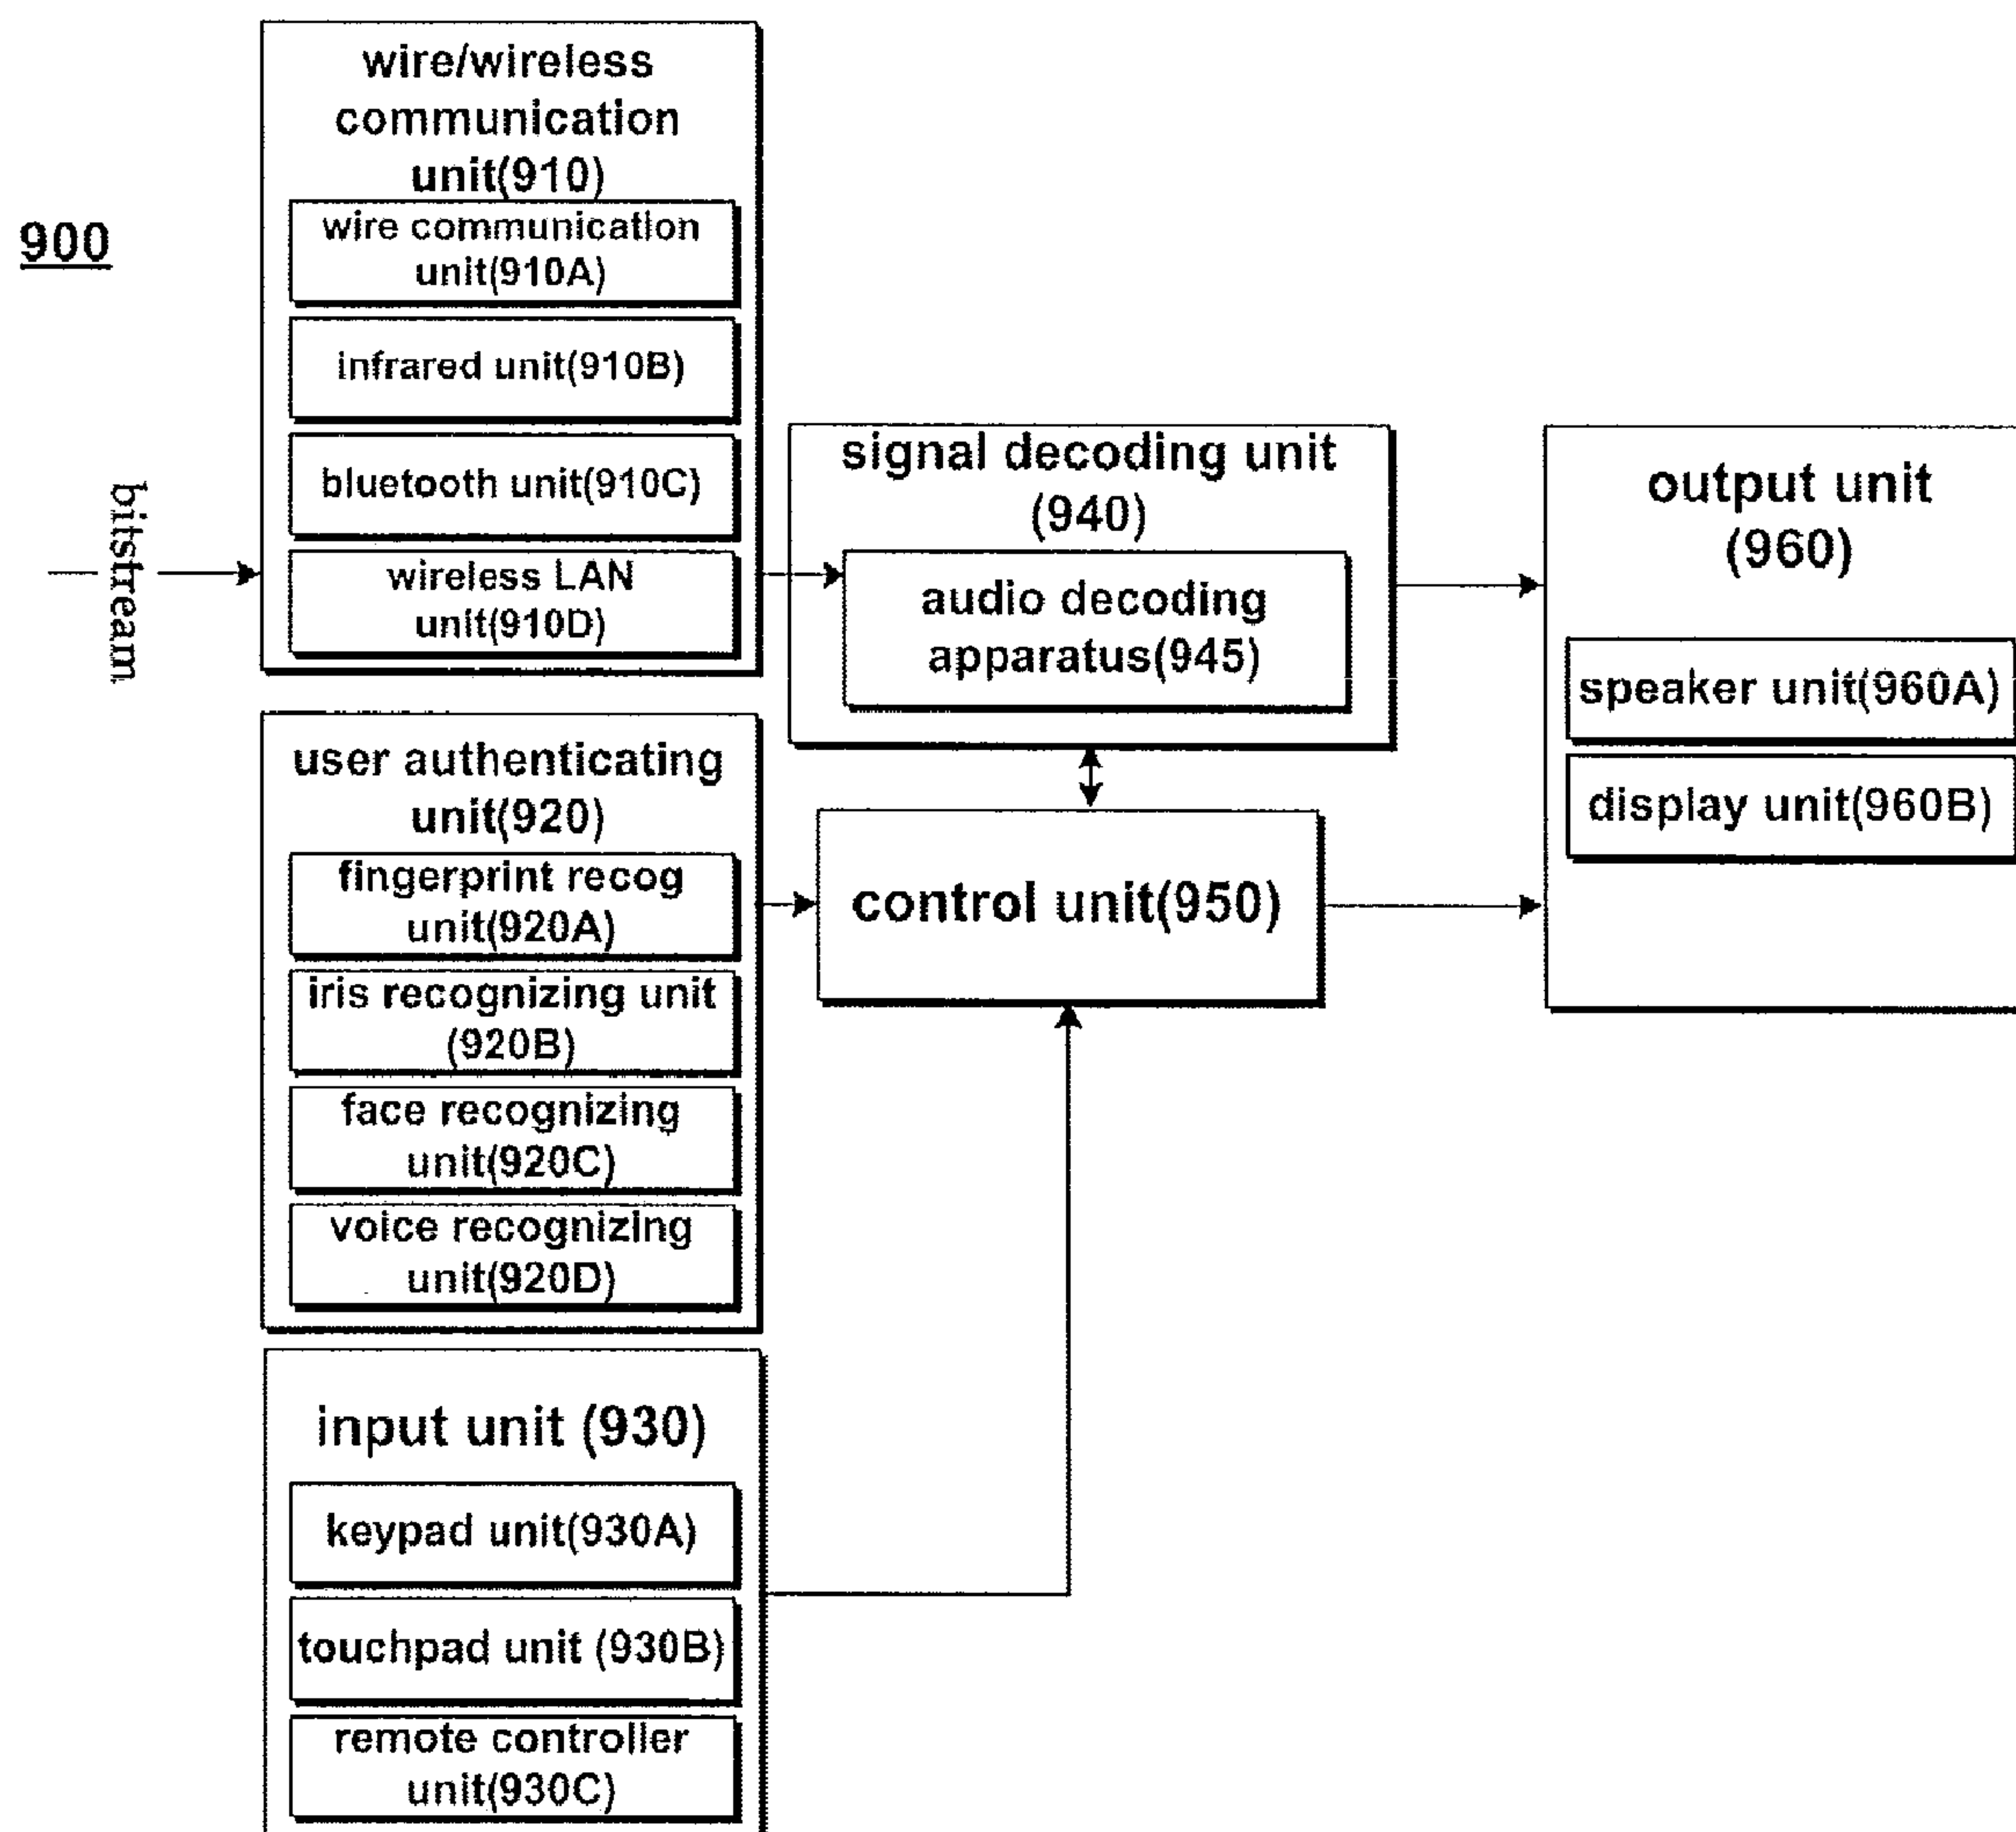 900
bitstream
wire/wireless
communication
unit(910)
wire communication
unit(910A)
infrared unit(910B)
bluetooth unit(910C)
wireless LAN
unit(910D)
user authenticating
unit(920)
fingerprint recog
unit(920A)
iris recognizing unit
(920B)
face recognizing
unit(920C)
voice recognizing
unit(920D)
input unit (930)
keypad unit(930A)
touchpad unit (930B)
remote controller
unit(930C)
signal decoding unit
(940)
audio decoding
apparatus(945)
control unit(950)
output unit
(960)
speaker unit(960A)
display unit(960B)